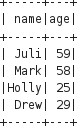 +-----+---+
| name|age|
+-----+---+
| Juli| 59|
| Mark| 58|
|Holly| 25|
| Drew| 29|
+-----+---+